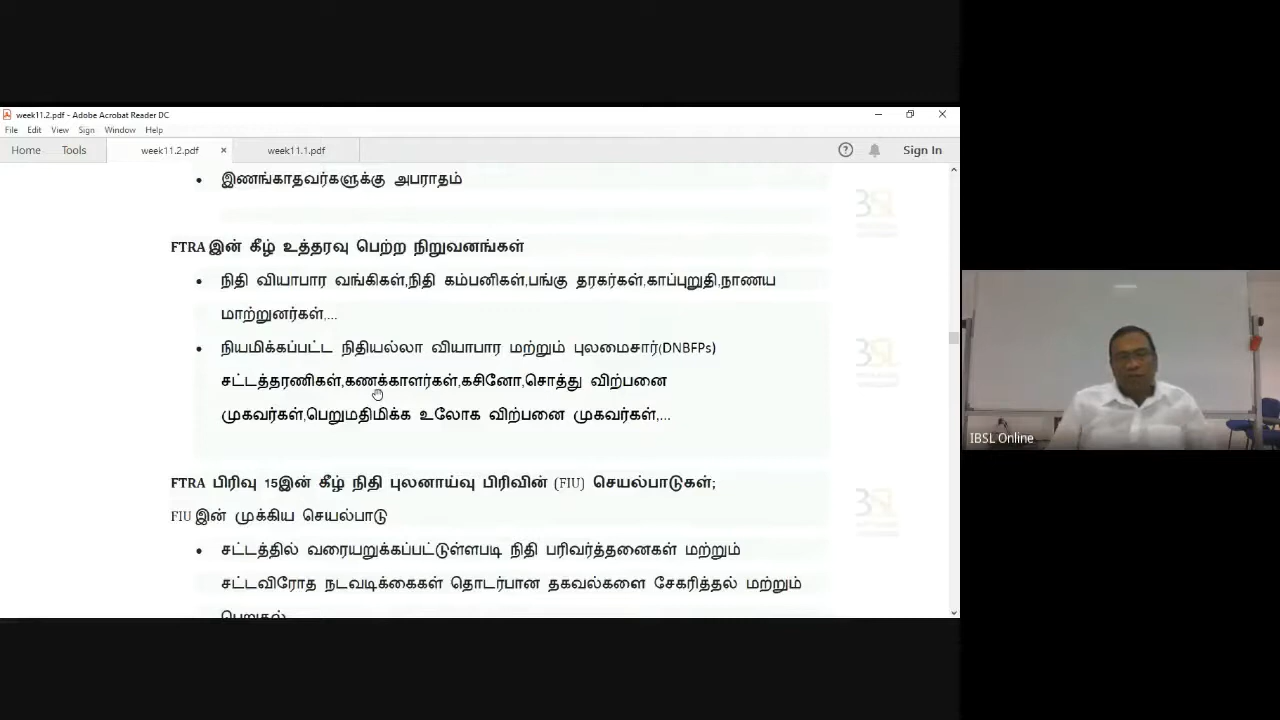 week11.2.pdf - Adobe Acrobat Reader DC
File Edit View Sign Window Help
Home Tools week11.2.pdf × week11.1.pdf Sign In
• இணங்காதவர்களுக்கு அபராதம்
FTRA இன் கீழ் உத்தரவு பெற்ற நிறுவனங்கள்
• நிதி வியாபார வங்கிகள்,நிதி கம்பனிகள்,பங்கு தரகர்கள்,காப்புறுதி,நாணய
மாற்றுனர்கள்,...
• நியமிக்கப்பட்ட நிதியல்லா வியாபார மற்றும் புலமைசார்(DNBFPs)
சட்டத்தரணிகள்,கணக்காளர்கள்,கசினோ,சொத்து விற்பனை
முகவர்கள்,பெறுமதிமிக்க உலோக விற்பனை முகவர்கள்,...
FTRA பிரிவு 15இன் கீழ் நிதி புலனாய்வு பிரிவின் (FIU) செயல்பாடுகள்;
FIU இன் முக்கிய செயல்பாடு
• சட்டத்தில் வரையறுக்கப்பட்டுள்ளபடி நிதி பரிவர்த்தனைகள் மற்றும்
சட்டவிரோத நடவடிக்கைகள் தொடர்பான தகவல்களை சேகரித்தல் மற்றும்
பெறுதல்
IBSL Online